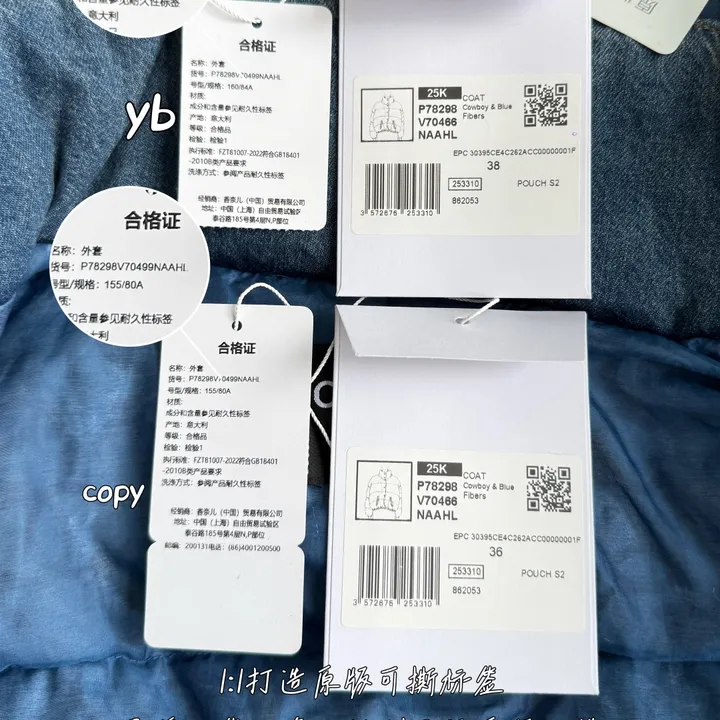 意大利
合格证
名称：外套
货号：P78298V70499NAAHL
号型/规格：160/84A
材质：
成分和含量参见耐久性标签
产地：意大利
等级：合格品
检验：检验1
执行标准：FZT81007-2022符合GB18401
-2010B类产品要求
洗涤方式：参阅产品耐久性标签
经销商：香奈儿（中国）贸易有限公司
地址：中国（上海）自由贸易试验区
泰谷路185号第4层N,P部位
yb
25K
COAT
P78298
V70466
NAAHL
Cowboy & Blue
Fibers
EPC 30395CE4C262ACC00000001F
38
253310
POUCH S2
862053
3 572676 253310
合格证
名称：外套
货号：P78298V70499NAAHL
号型/规格：155/80A
质：
和含量参见耐久性标签
大利
合格证
名称：外套
货号：P78298V70499NAAHL
号型/规格：155/80A
材质：
成分和含量参见耐久性标签
产地：意大利
等级：合格品
检验：检验1
执行标准：FZT81007-2022符合GB18401
-2010B类产品要求
洗涤方式：参阅产品耐久性标签
经销商：香奈儿（中国）贸易有限公司
地址：中国（上海）自由贸易试验区
泰谷路185号第4层N,P部位
邮编：200131电话：(86)4001200500
copy
25K
COAT
P78298
V70466
NAAHL
Cowboy & Blue
Fibers
EPC 30395CE4C262ACC00000001F
36
253310
POUCH S2
862053
3 572676 253310
1:1打造原版可撕标签